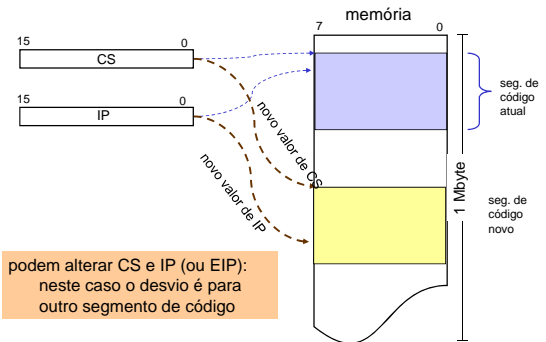 memória
7 0
15 0
CS
15 0
IP
novo valor de CS
novo valor de IP
seg. de
código
atual
1 Mbyte
seg. de
código
novo
podem alterar CS e IP (ou EIP):
neste caso o desvio é para
outro segmento de código